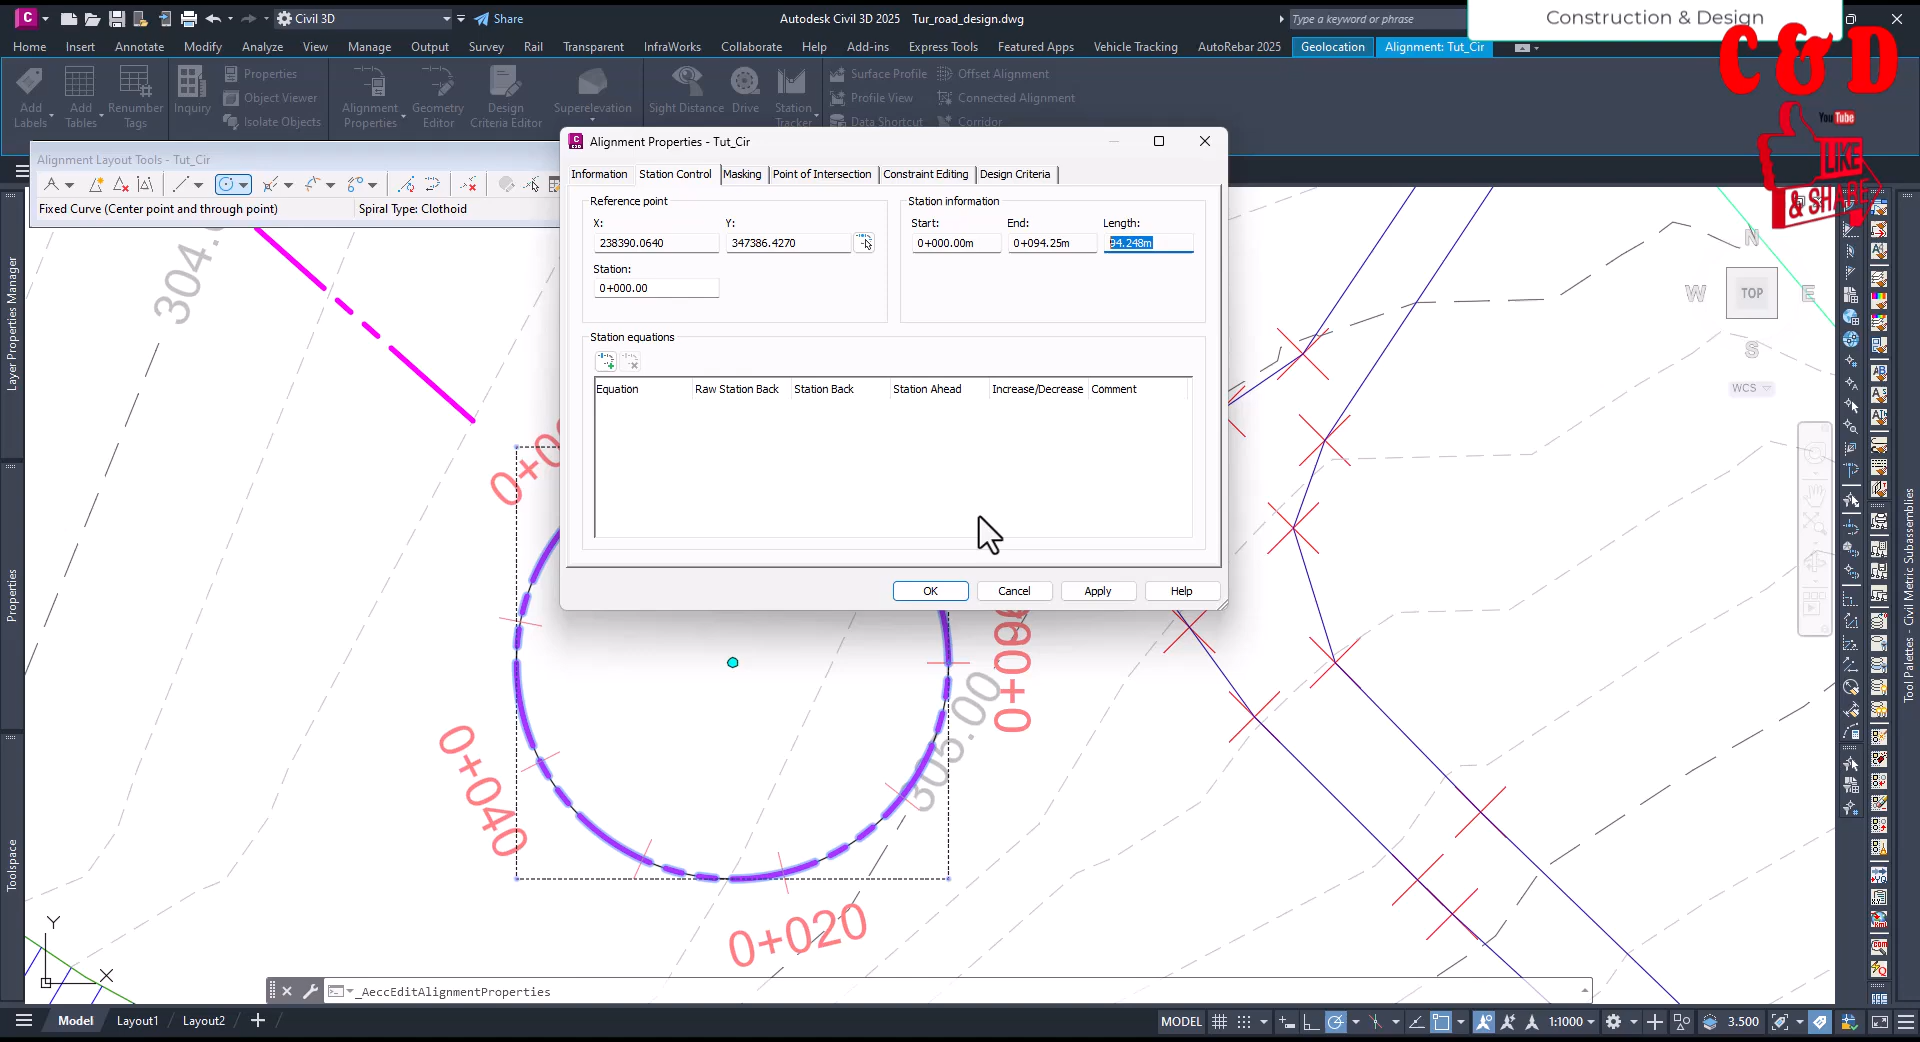 Civil 3D
Share
Autodesk Civil 3D 2025 Tur_road_design.dwg
Type a keyword or phrase
Construction & Design
Home Insert Annotate Modify Analyze View Manage Output Survey Rail Transparent InfraWorks Collaborate Help Add-ins Express Tools Featured Apps Vehicle Tracking AutoRebar 2025 Geolocation Alignment: Tut_Cir
C & D
Add Labels
Add Tables
Renumber Tags
Inquiry
Properties
Object Viewer
Isolate Objects
Alignment Properties
Geometry Editor
Design Criteria Editor
Superelevation
Sight Distance
Drive
Station Tracker
Surface Profile
Profile View
Data Shortcut
Offset Alignment
Connected Alignment
Corridor
You Tube
LIKE
& SHARE
Alignment Layout Tools - Tut_Cir
Fixed Curve (Center point and through point) Spiral Type: Clothoid
Alignment Properties - Tut_Cir
Information Station Control Masking Point of Intersection Constraint Editing Design Criteria
Reference point
X: Y:
238390.0640 347386.4270
Station:
0+000.00
Station information
Start: End: Length:
0+000.00m 0+094.25m 94.248m
Station equations
Equation Raw Station Back Station Back Station Ahead Increase/Decrease Comment
OK Cancel Apply Help
Layer Properties Manager
Properties
Toolspace
Tool Palettes - Civil Metric Subassemblies
N
W TOP E
S
WCS
0+040
0+020
305.00
Y
X
_AeccEditAlignmentProperties
Model Layout1 Layout2
MODEL 1:1000 3.500